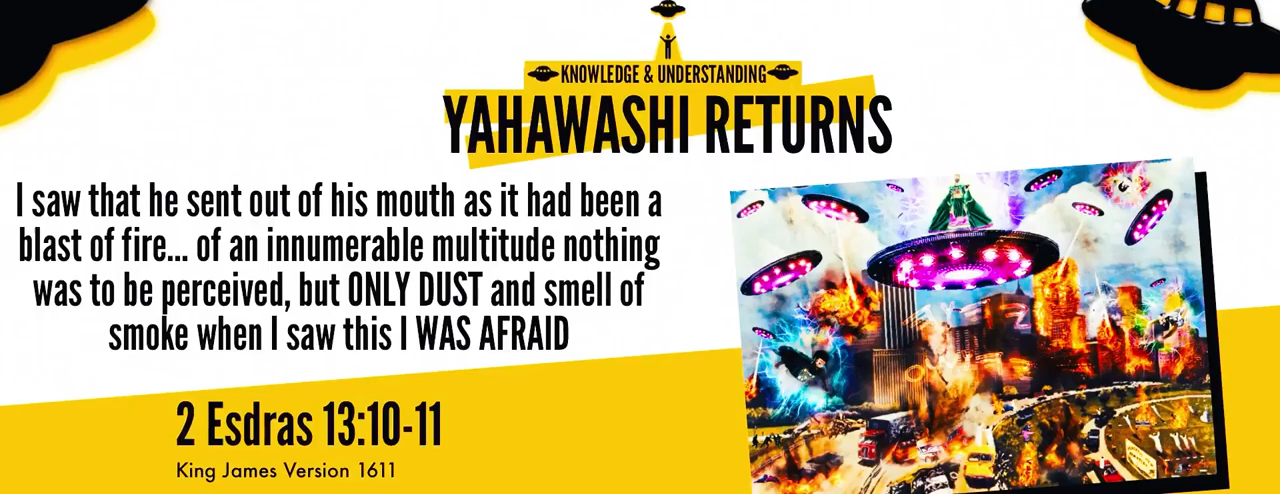 KNOWLEDGE & UNDERSTANDING
YAHAWASHI RETURNS
I saw that he sent out of his mouth as it had been a
blast of fire... of an innumerable multitude nothing
was to be perceived, but ONLY DUST and smell of
smoke when I saw this I WAS AFRAID
2 Esdras 13:10-11
King James Version 1611